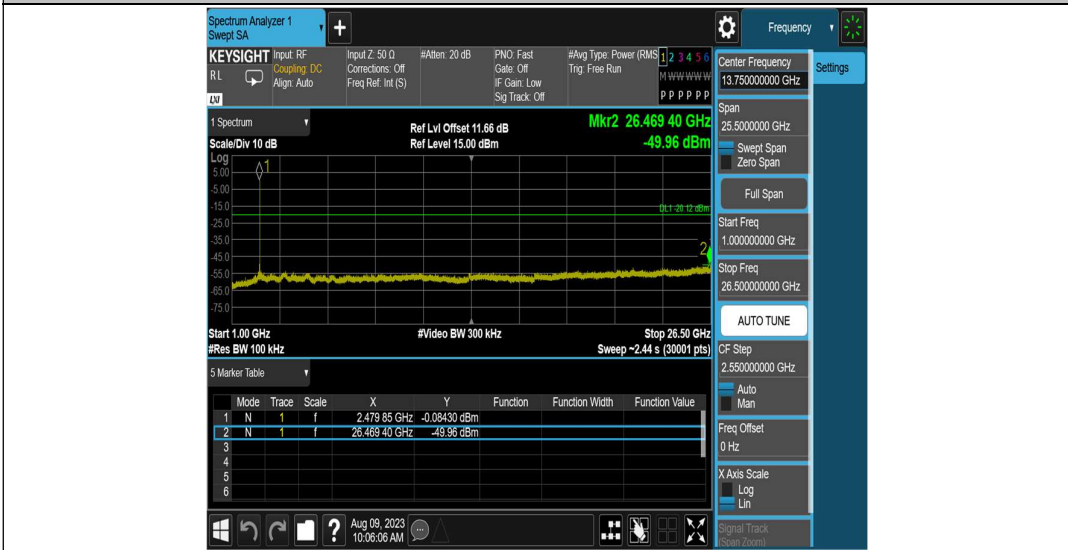 Spectrum Analyzer 1
Swept SA
+
Frequency
KEYSIGHT
RL
LXI
Input: RF
Coupling: DC
Align: Auto
Input Z: 50 Ω
Corrections: Off
Freq Ref: Int (S)
#Atten: 20 dB
PNO: Fast
Gate: Off
IF Gain: Low
Sig Track: Off
#Avg Type: Power (RMS
Trig: Free Run
1 2 3 4 5 6
M W W W W W
P P P P P P
1 Spectrum
Scale/Div 10 dB
Ref Lvl Offset 11.66 dB
Ref Level 15.00 dBm
Mkr2 26.469 40 GHz
-49.96 dBm
Log
5.00
-5.00
-15.0
-25.0
-35.0
-45.0
-55.0
-65.0
-75.0
1
DL1 -20.12 dBm
2
Start 1.00 GHz
#Res BW 100 kHz
#Video BW 300 kHz
Stop 26.50 GHz
Sweep ~2.44 s (30001 pts)
5 Marker Table
Mode Trace Scale X Y Function Function Width Function Value
1 N 1 f 2.479 85 GHz -0.08430 dBm
2 N 1 f 26.469 40 GHz -49.96 dBm
3
4
5
6
?
Aug 09, 2023
10:06:06 AM
Center Frequency
13.750000000 GHz
Settings
Span
25.5000000 GHz
Swept Span
Zero Span
Full Span
Start Freq
1.000000000 GHz
Stop Freq
26.500000000 GHz
AUTO TUNE
CF Step
2.550000000 GHz
Auto
Man
Freq Offset
0 Hz
X Axis Scale
Log
Lin
Signal Track
(Span Zoom)